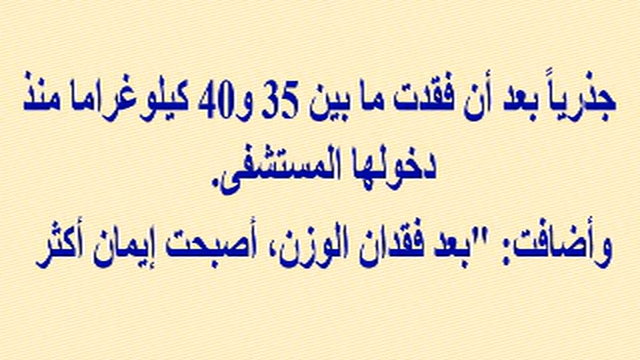 جذرياً بعد أن فقدت ما بين 35 و40 كيلوغراما منذ
دخولها المستشفى.
وأضافت: "بعد فقدان الوزن، أصبحت إيمان أكثر